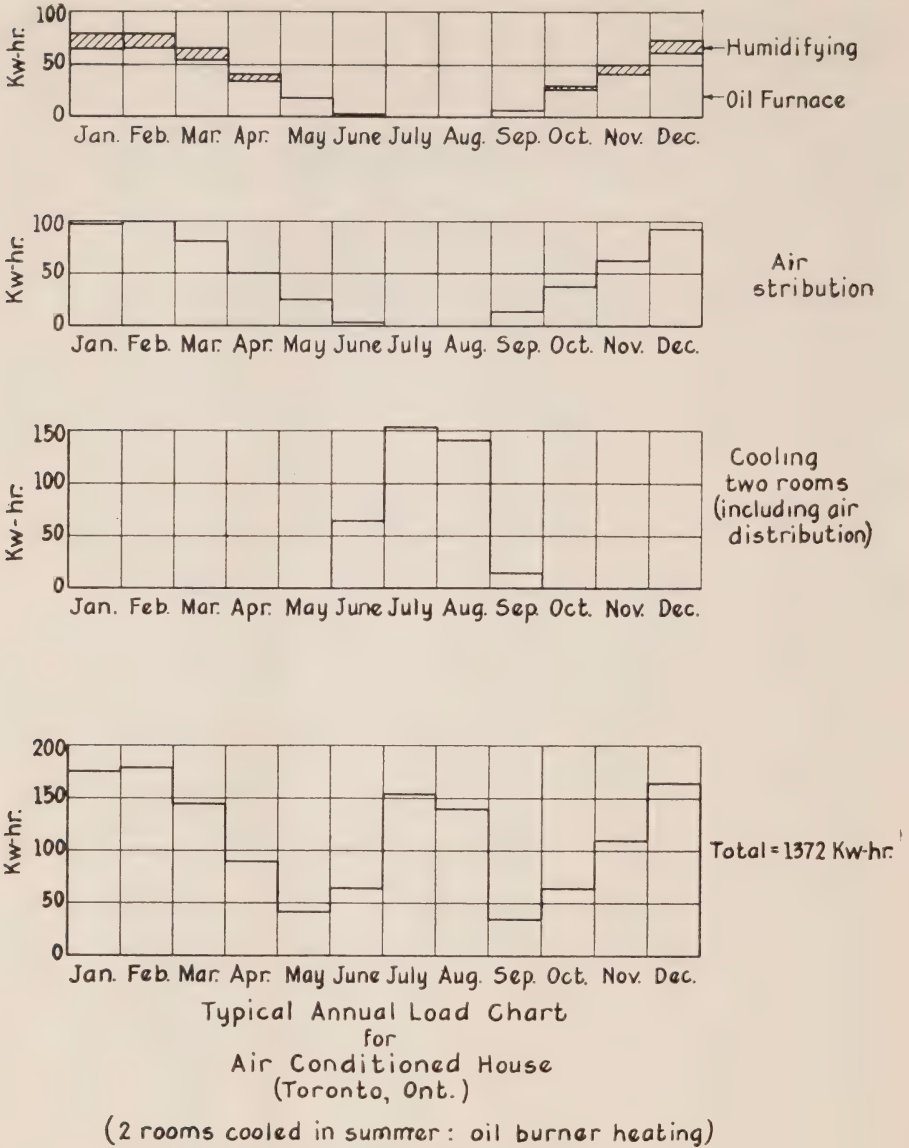 100
50
0
Kw-hr.
Humidifying
Oil Furnace
Jan. Feb. Mar. Apr. May June July Aug. Sep. Oct. Nov. Dec.
100
50
0
Kw-hr.
Air
stribution
Jan. Feb. Mar. Apr. May June July Aug. Sep. Oct. Nov. Dec.
150
100
50
0
Kw-hr.
Cooling
two rooms
(including air
distribution)
Jan. Feb. Mar. Apr. May June July Aug. Sep. Oct. Nov. Dec.
200
150
100
50
0
Kw-hr.
Total = 1372 Kw-hr.
Jan. Feb. Mar. Apr. May June July Aug. Sep. Oct. Nov. Dec.
Typical Annual Load Chart
for
Air Conditioned House
(Toronto, Ont.)
(2 rooms cooled in summer : oil burner heating)